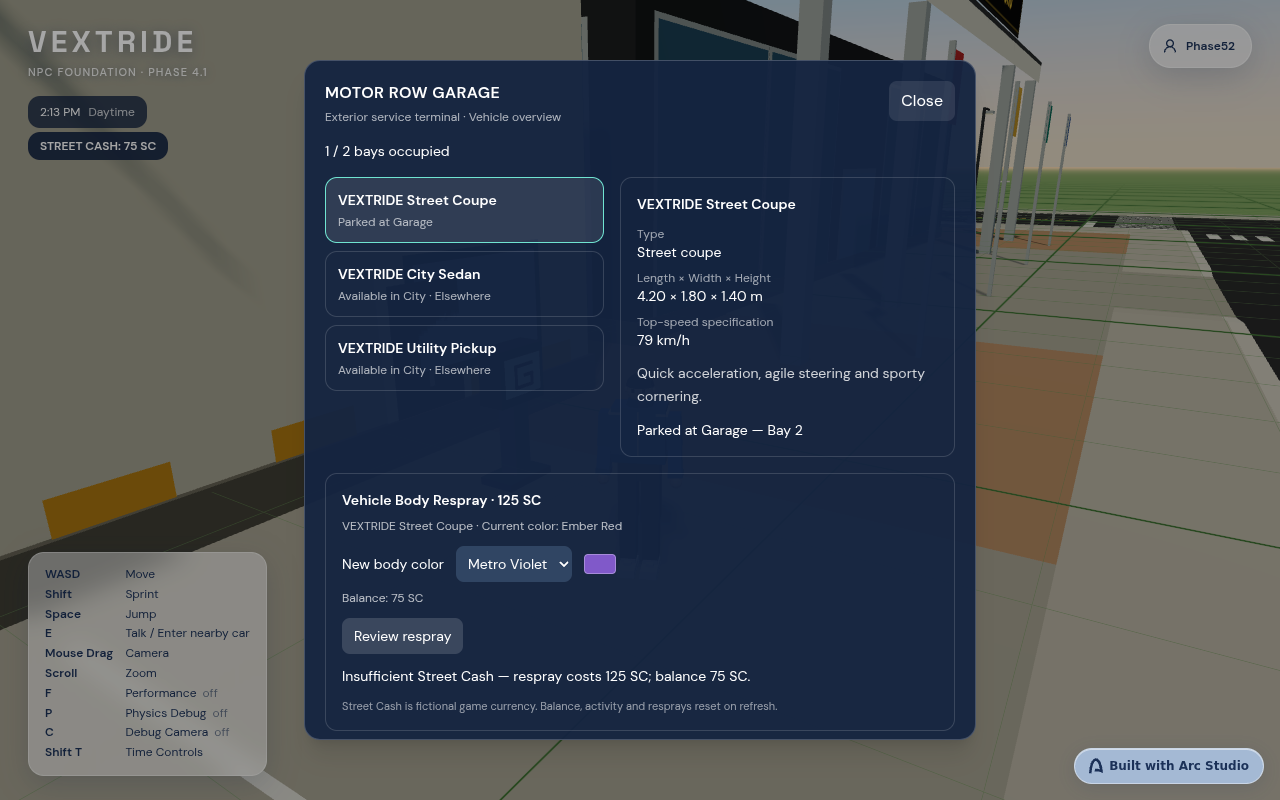 VEXTRIDE
NPC FOUNDATION · PHASE 4.1
2:13 PM Daytime
STREET CASH: 75 SC
Phase52
MOTOR ROW GARAGE
Exterior service terminal · Vehicle overview
Close
1 / 2 bays occupied
VEXTRIDE Street Coupe
Parked at Garage
VEXTRIDE City Sedan
Available in City · Elsewhere
VEXTRIDE Utility Pickup
Available in City · Elsewhere
VEXTRIDE Street Coupe
Type
Street coupe
Length × Width × Height
4.20 × 1.80 × 1.40 m
Top-speed specification
79 km/h
Quick acceleration, agile steering and sporty
cornering.
Parked at Garage — Bay 2
Vehicle Body Respray · 125 SC
VEXTRIDE Street Coupe · Current color: Ember Red
New body color Metro Violet
Balance: 75 SC
Review respray
Insufficient Street Cash — respray costs 125 SC; balance 75 SC.
Street Cash is fictional game currency. Balance, activity and resprays reset on refresh.
WASD Move
Shift Sprint
Space Jump
E Talk / Enter nearby car
Mouse Drag Camera
Scroll Zoom
F Performance off
P Physics Debug off
C Debug Camera off
Shift T Time Controls
G
Built with Arc Studio